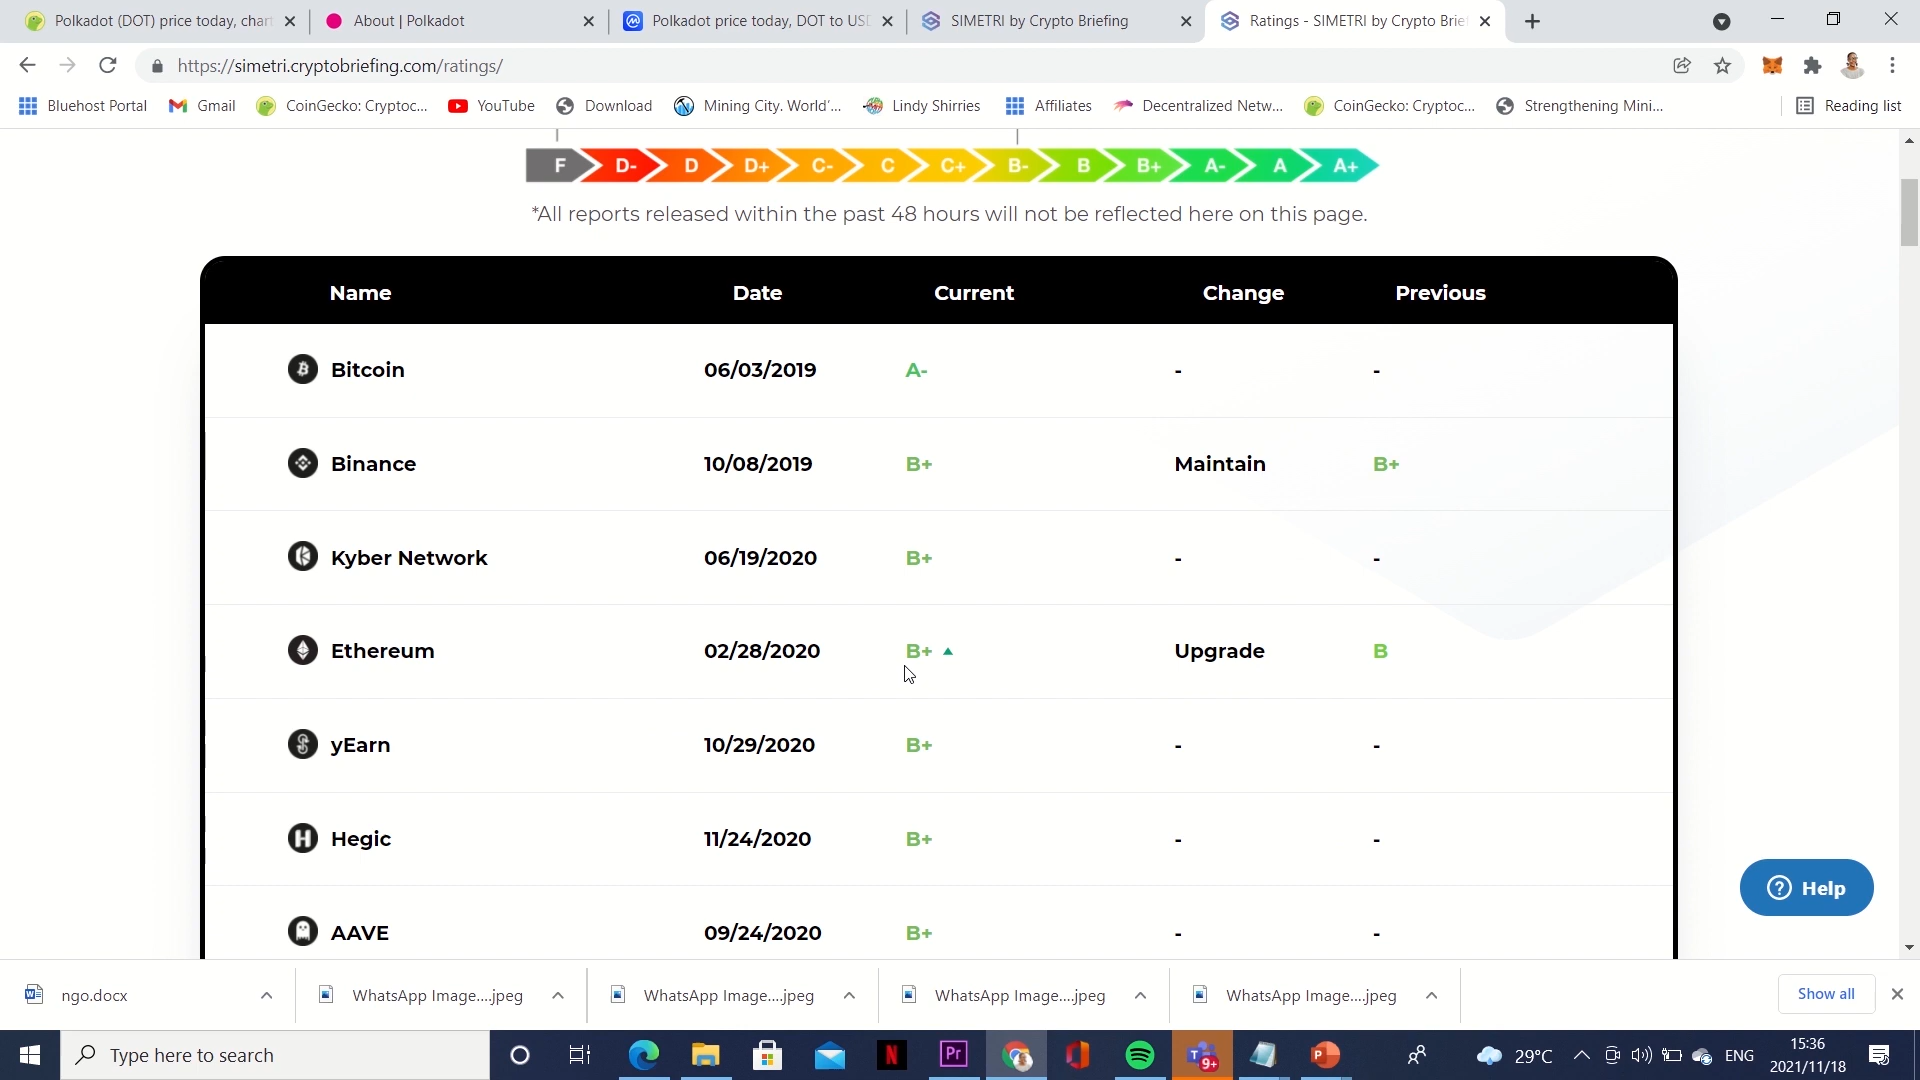 Polkadot (DOT) price today, chart
About | Polkadot
Polkadot price today, DOT to USD
SIMETRI by Crypto Briefing
Ratings - SIMETRI by Crypto Brief
https://simetri.cryptobriefing.com/ratings/
Bluehost Portal
Gmail
CoinGecko: Cryptoc...
YouTube
Download
Mining City. World'...
Lindy Shirries
Affiliates
Decentralized Netw...
CoinGecko: Cryptoc...
Strengthening Mini...
Reading list
F D- D D+ C- C C+ B- B B+ A- A A+
*All reports released within the past 48 hours will not be reflected here on this page.
Name Date Current Change Previous
Bitcoin 06/03/2019 A- - -
Binance 10/08/2019 B+ Maintain B+
Kyber Network 06/19/2020 B+ - -
Ethereum 02/28/2020 B+ Upgrade B
yEarn 10/29/2020 B+ - -
Hegic 11/24/2020 B+ - -
AAVE 09/24/2020 B+ - -
Help
ngo.docx
WhatsApp Image....jpeg
WhatsApp Image....jpeg
WhatsApp Image....jpeg
WhatsApp Image....jpeg
Show all
Type here to search
N
Pr
9+
P
29°C
ENG
15:36
2021/11/18